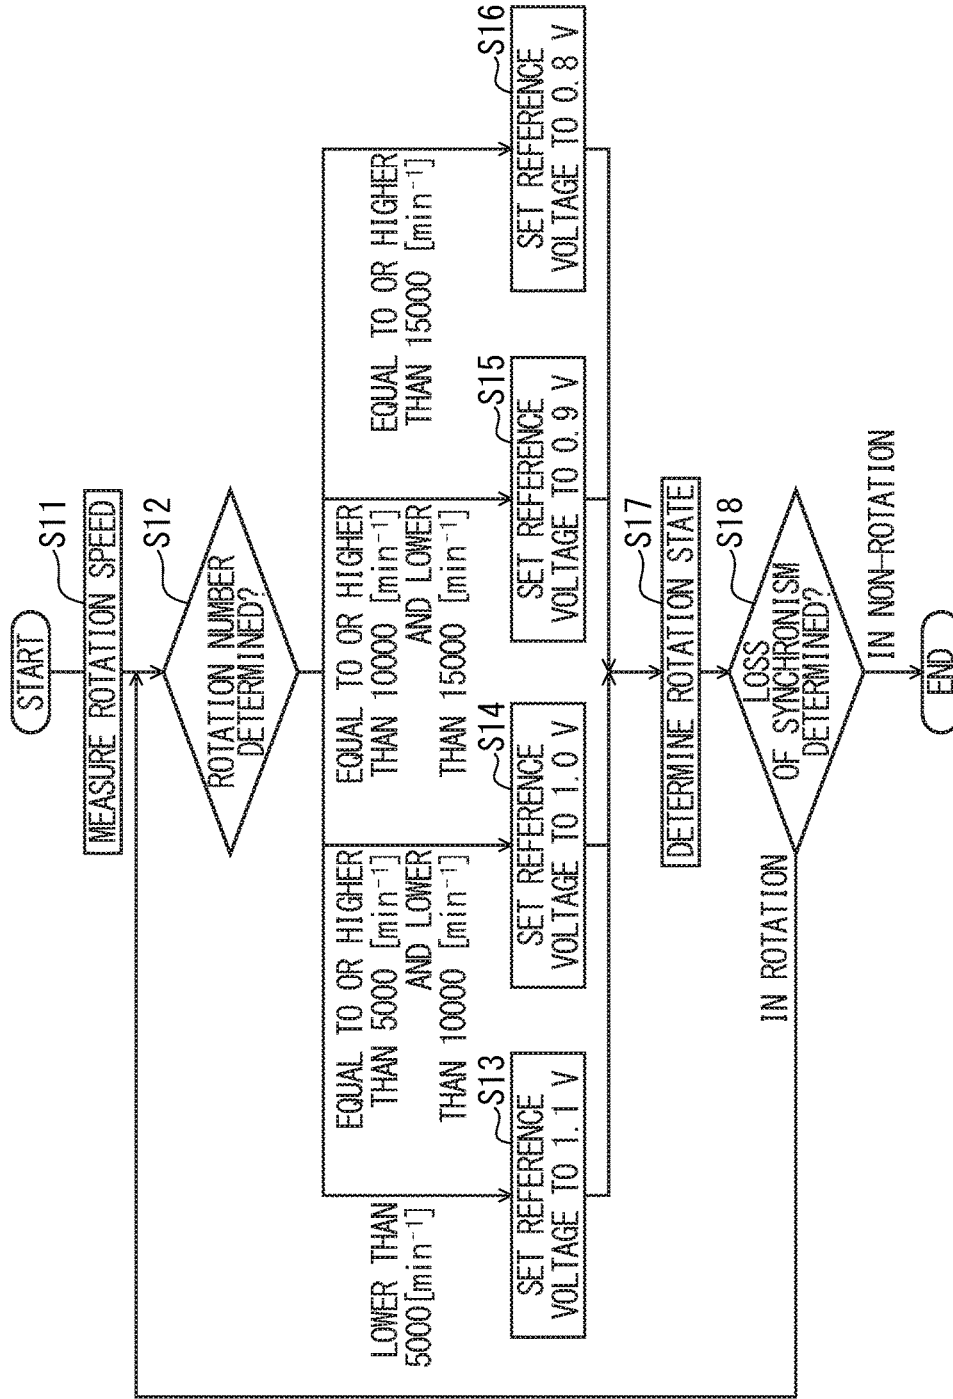 START
S11
MEASURE ROTATION SPEED
S12
ROTATION NUMBER
DETERMINED?
LOWER THAN
5000[min⁻¹]
EQUAL TO OR HIGHER
THAN 5000 [min⁻¹]
AND LOWER
THAN 10000 [min⁻¹]
EQUAL TO OR HIGHER
THAN 10000 [min⁻¹]
AND LOWER
THAN 15000 [min⁻¹]
EQUAL TO OR HIGHER
THAN 15000 [min⁻¹]
S13
SET REFERENCE
VOLTAGE TO 1.1 V
S14
SET REFERENCE
VOLTAGE TO 1.0 V
S15
SET REFERENCE
VOLTAGE TO 0.9 V
S16
SET REFERENCE
VOLTAGE TO 0.8 V
S17
DETERMINE ROTATION STATE
S18
LOSS
OF SYNCHRONISM
DETERMINED?
IN ROTATION
IN NON-ROTATION
END